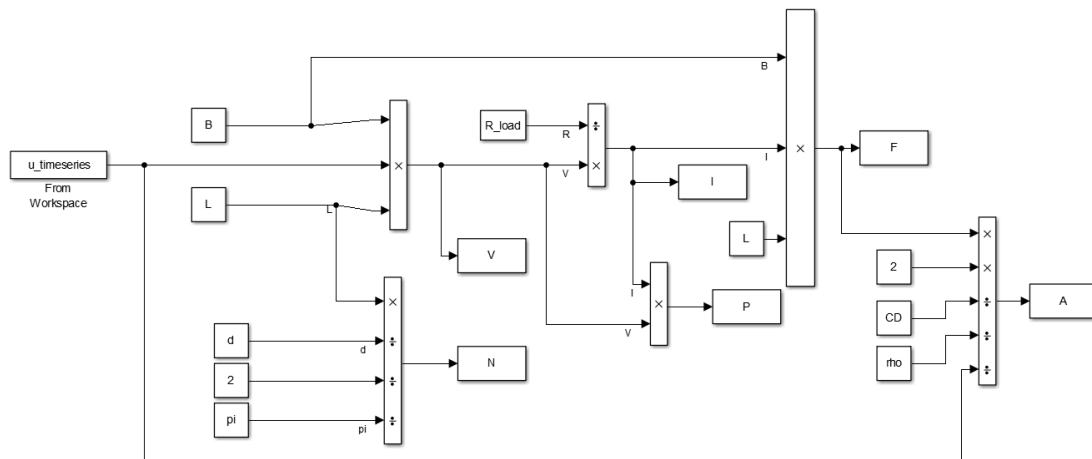 B
B
R_load
÷
R
F
u_timeseries
×
V
×
I
×
From
Workspace
I
L
L
L
×
V
2
×
I
×
P
A
×
CD
÷
V
d
÷
rho
÷
d
N
2
÷
÷
pi
÷
pi